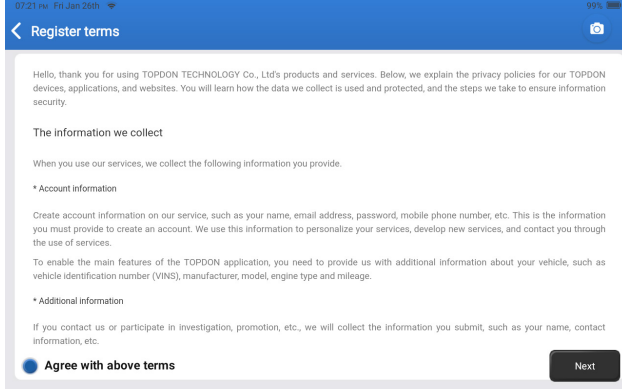 07:21 PM Fri Jan 26th
99%
Register terms
Hello, thank you for using TOPDON TECHNOLOGY Co., Ltd's products and services. Below, we explain the privacy policies for our TOPDON
devices, applications, and websites. You will learn how the data we collect is used and protected, and the steps we take to ensure information
security.
The information we collect
When you use our services, we collect the following information you provide.
* Account information
Create account information on our service, such as your name, email address, password, mobile phone number, etc. This is the information
you must provide to create an account. We use this information to personalize your services, develop new services, and contact you through
the use of services.
To enable the main features of the TOPDON application, you need to provide us with additional information about your vehicle, such as
vehicle identification number (VINS), manufacturer, model, engine type and mileage.
* Additional information
If you contact us or participate in investigation, promotion, etc., we will collect the information you submit, such as your name, contact
information, etc.
Agree with above terms
Next